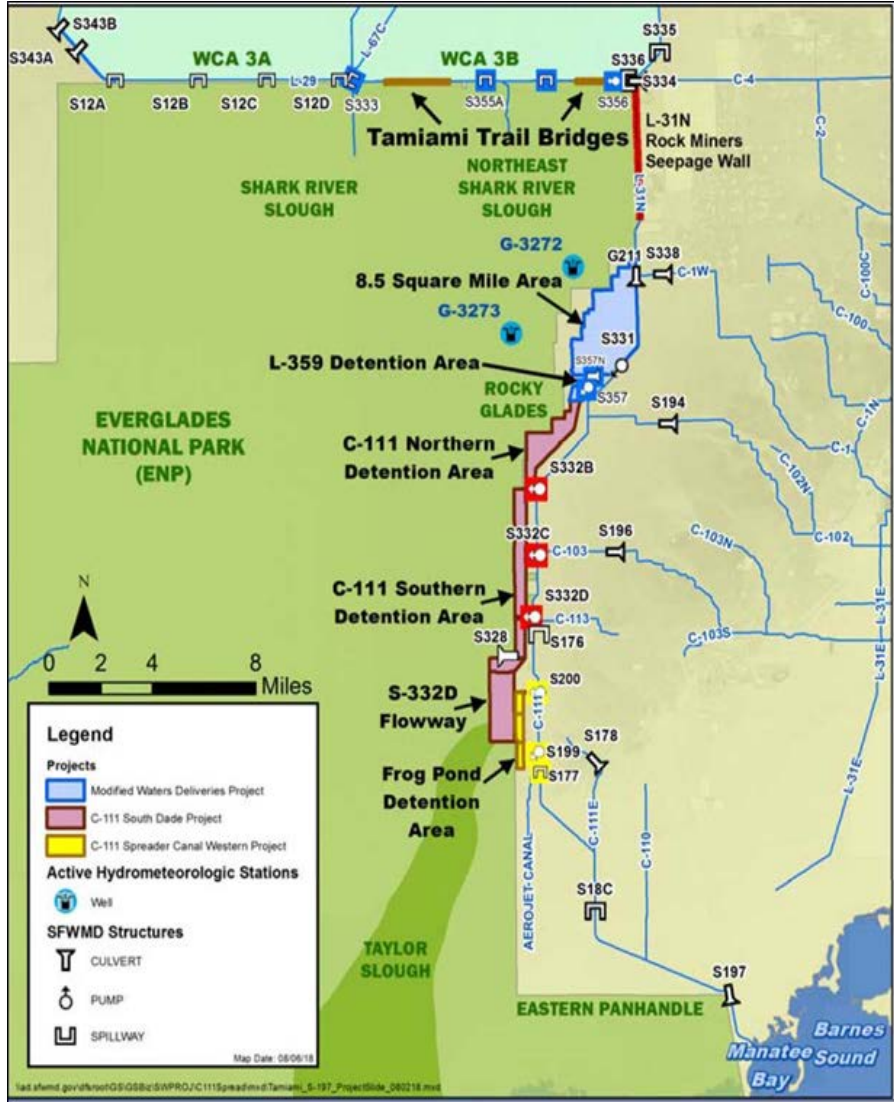 S343B
S343A
WCA 3A
L-67C
WCA 3B
S335
S336
S334
C-4
L-29
S12A
S12B
S12C
S12D
S333
S355A
S356
Tamiami Trail Bridges
L-31N
Rock Miners
Seepage Wall
C-2
NORTHEAST
SHARK RIVER
SLOUGH
SHARK RIVER
SLOUGH
L-31N
G-3272
G211
S338
C-1W
C-100C
C-100
8.5 Square Mile Area
G-3273
S331
L-359 Detention Area
S357N
S357
ROCKY
GLADES
S194
C-1N
C-1
EVERGLADES
NATIONAL PARK
(ENP)
C-111 Northern
Detention Area
S332B
C-102N
C-102
S332C
C-103
S196
C-103N
L-31E
C-111 Southern
Detention Area
S332D
C-113
S176
C-103S
L-31E
N
S328
0 2 4 8
Miles
S-332D
Flowway
S200
C-111
S199
S177
S178
L-31E
Frog Pond
Detention
Area
AEROJET CANAL
C-111E
C-110
S18C
TAYLOR
SLOUGH
S197
EASTERN PANHANDLE
Barnes
Sound
Manatee
Bay
Legend
Projects
Modified Waters Deliveries Project
C-111 South Dade Project
C-111 Spreader Canal Western Project
Active Hydrometeorologic Stations
Well
SFWMD Structures
CULVERT
PUMP
SPILLWAY
Map Date: 08/06/18